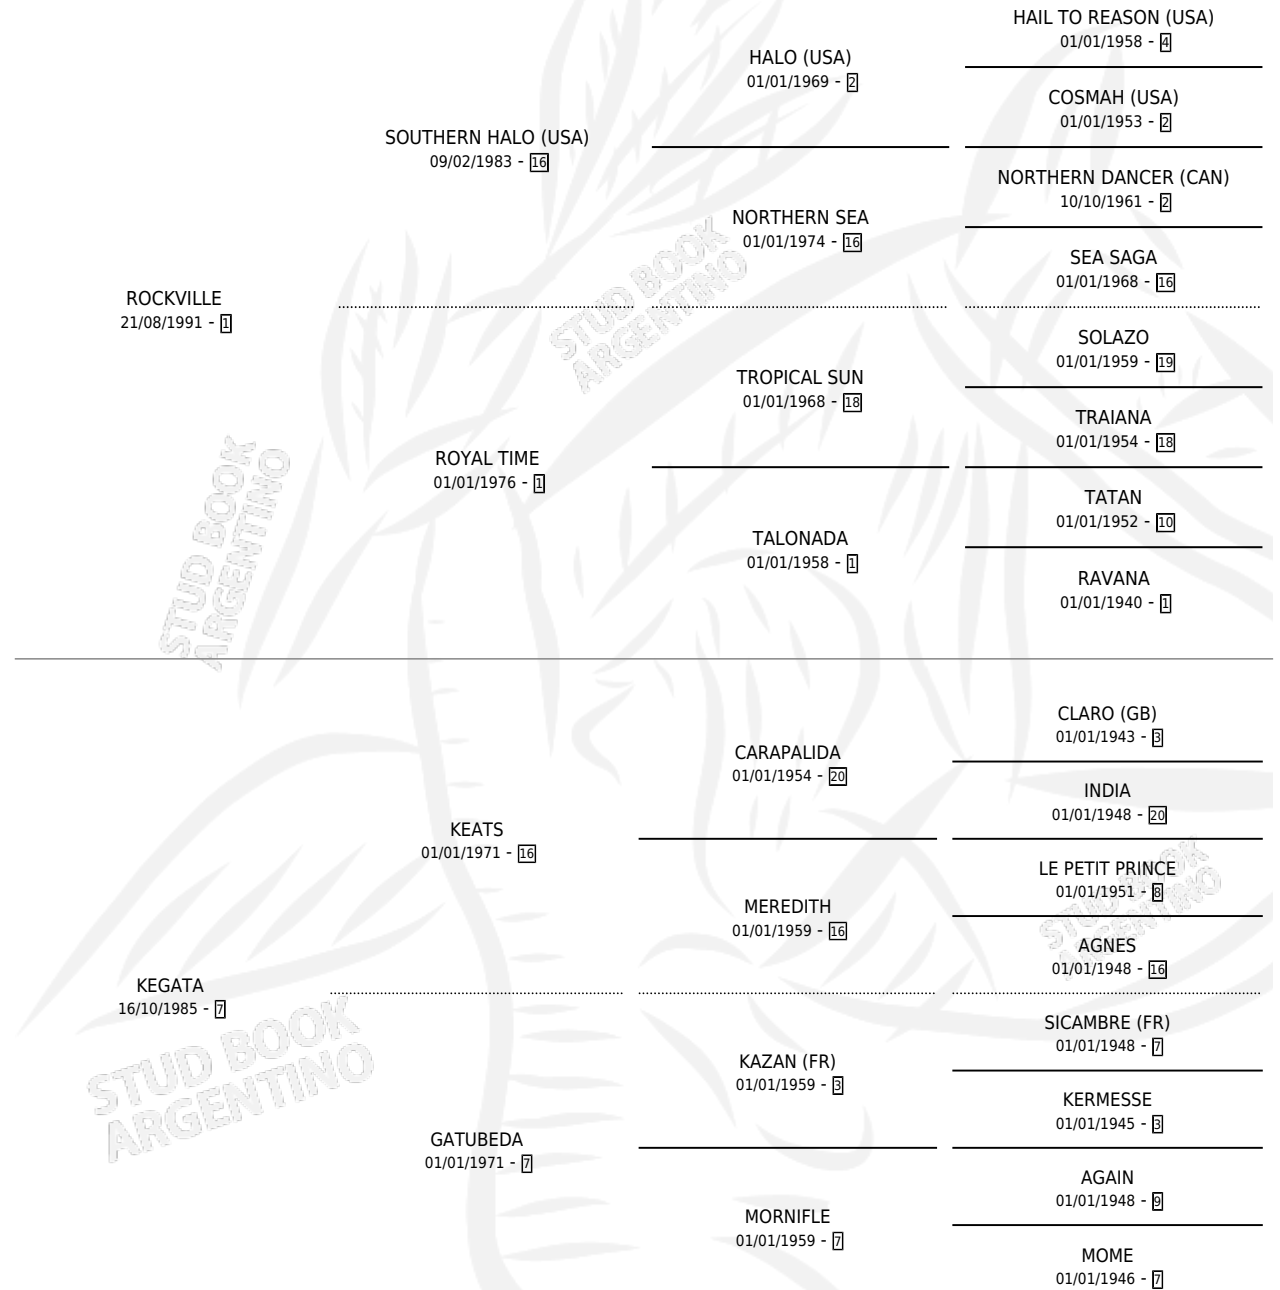 HAIL TO REASON (USA)
01/01/1958 - 4
HALO (USA)
01/01/1969 - 2
COSMAH (USA)
01/01/1953 - 2
SOUTHERN HALO (USA)
09/02/1983 - 16
NORTHERN DANCER (CAN)
10/10/1961 - 2
NORTHERN SEA
01/01/1974 - 16
SEA SAGA
01/01/1968 - 16
STUD BOOK
ARGENTINO
ROCKVILLE
21/08/1991 - 1
SOLAZO
01/01/1959 - 19
TROPICAL SUN
01/01/1968 - 18
TRAIANA
01/01/1954 - 18
ROYAL TIME
01/01/1976 - 1
TATAN
01/01/1952 - 10
TALONADA
01/01/1958 - 1
RAVANA
01/01/1940 - 1
STUD BOOK
ARGENTINO
CLARO (GB)
01/01/1943 - 3
CARAPALIDA
01/01/1954 - 20
INDIA
01/01/1948 - 20
KEATS
01/01/1971 - 16
LE PETIT PRINCE
01/01/1951 - 8
MEREDITH
01/01/1959 - 16
STUD BOOK
ARGENTINO
AGNES
01/01/1948 - 16
KEGATA
16/10/1985 - 7
STUD BOOK
ARGENTINO
SICAMBRE (FR)
01/01/1948 - 7
KAZAN (FR)
01/01/1959 - 3
KERMESSE
01/01/1945 - 3
GATUBEDA
01/01/1971 - 7
AGAIN
01/01/1948 - 9
MORNIFLE
01/01/1959 - 7
MOME
01/01/1946 - 7